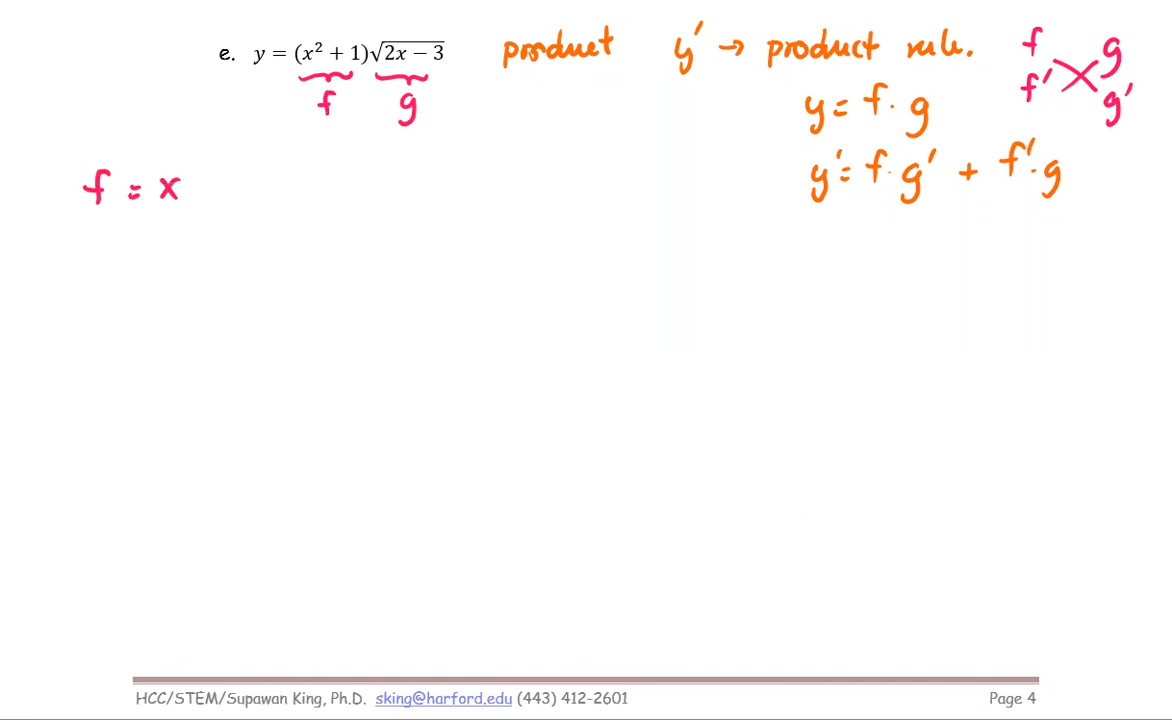 e. y = (x² + 1)√(2x − 3) product y′ → product rule. f g
f g f′ g′
y = f · g
f = x y′ = f · g′ + f′ · g
HCC/STEM/Supawan King, Ph.D. sking@harford.edu (443) 412-2601 Page 4